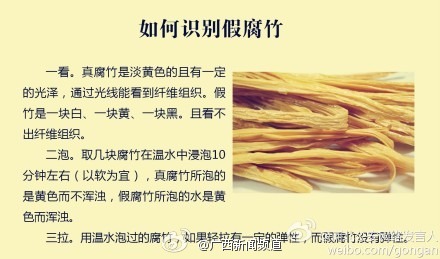 如何识别假腐竹
一看。真腐竹是淡黄色的且有一定
的光泽，通过光线能看到纤维组织。假
竹是一块白、一块黄、一块黑。且看不
出纤维组织。
二泡。取几块腐竹在温水中浸泡10
分钟左右（以软为宜），真腐竹所泡的
是黄色而不浑浊，假腐竹所泡的水是黄
色而浑浊。
三拉。用温水泡过的腐竹，如果轻拉有一定的弹性，而假腐竹没有弹性。
@广西新闻频道
发言人
weibo.com/gongan